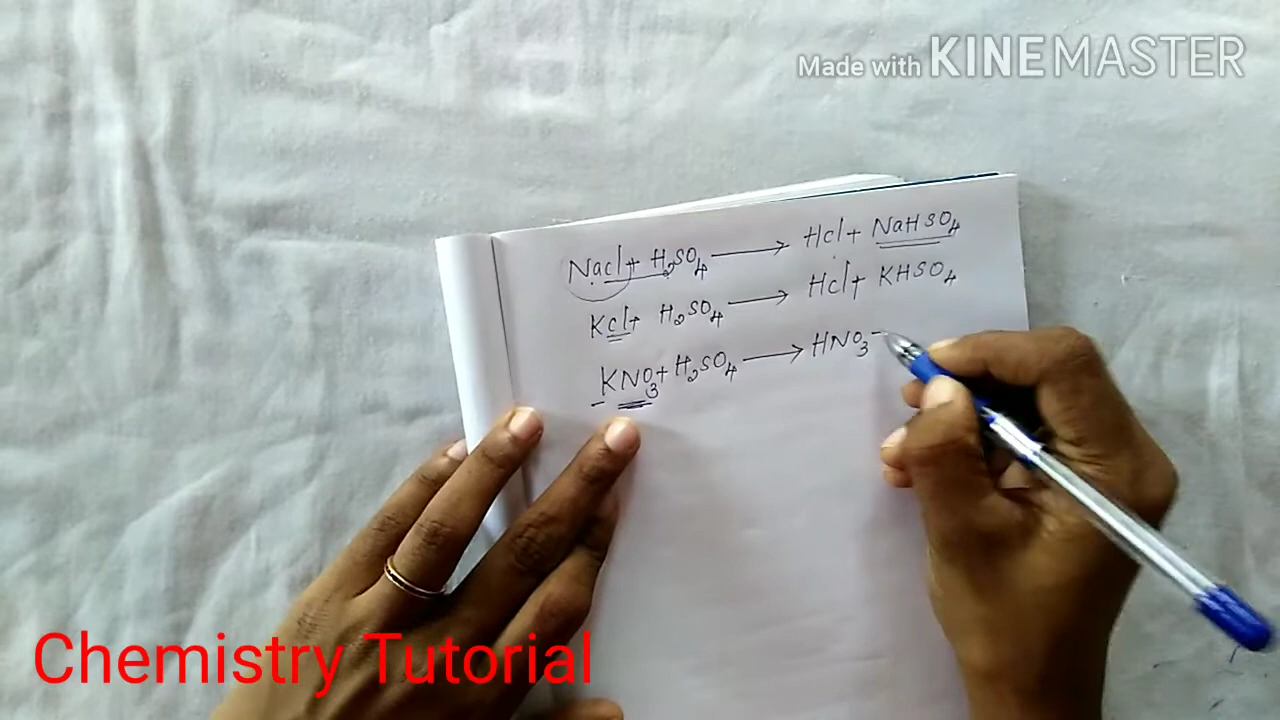 Made with KINEMASTER
Nacl + H2SO4 → Hcl + NaHSO4
Kcl + H2SO4 → Hcl + KHSO4
KNO3 + H2SO4 → HNO3 -
Chemistry Tutorial